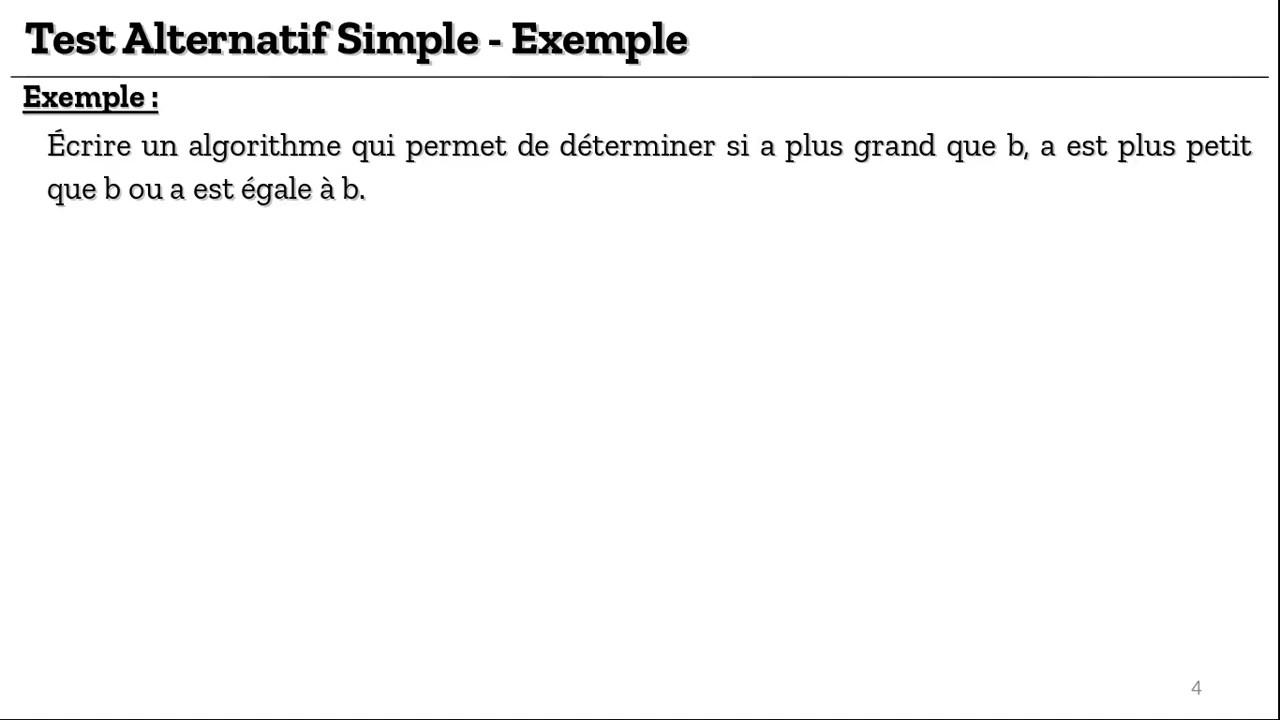 Test Alternatif Simple - Exemple
Exemple :
Écrire un algorithme qui permet de déterminer si a plus grand que b, a est plus petit
que b ou a est égale à b.
4